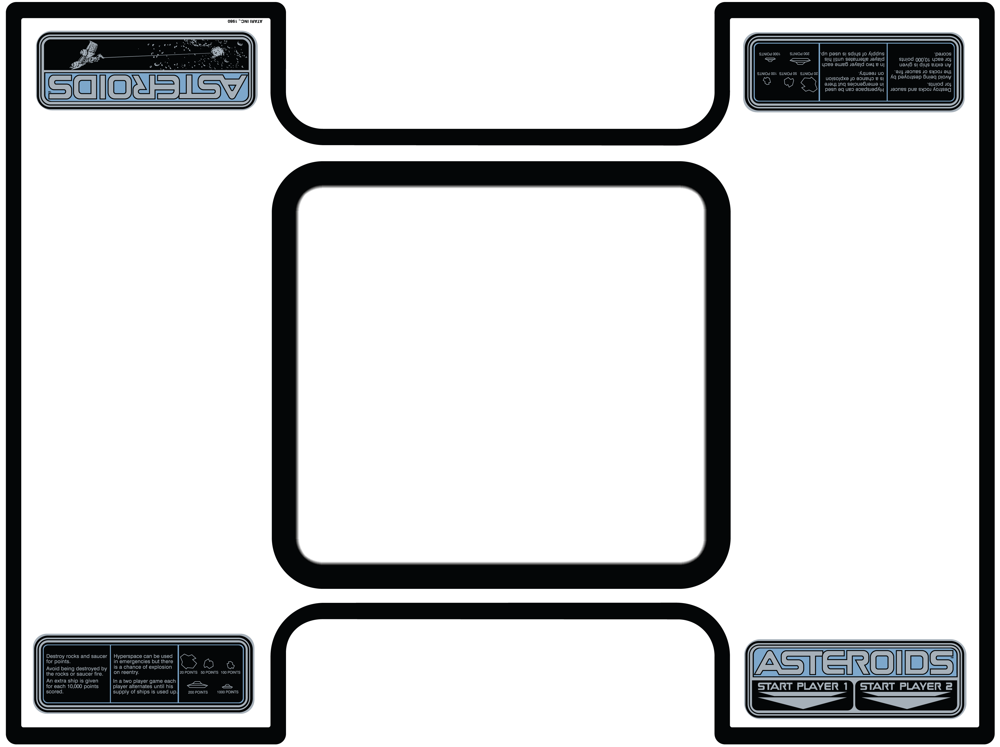 ATARI INC., 1980
ASTEROIDS
TM
Destroy rocks and saucer
for points.
Avoid being destroyed by
the rocks or saucer fire.
An extra ship is given
for each 10,000 points
scored.
Hyperspace can be used
in emergencies but there
is a chance of explosion
on reentry.
In a two player game each
player alternates until his
supply of ships is used up.
20 POINTS 50 POINTS 100 POINTS
200 POINTS 1000 POINTS
Destroy rocks and saucer
for points.
Avoid being destroyed by
the rocks or saucer fire.
An extra ship is given
for each 10,000 points
scored.
Hyperspace can be used
in emergencies but there
is a chance of explosion
on reentry.
In a two player game each
player alternates until his
supply of ships is used up.
20 POINTS 50 POINTS 100 POINTS
200 POINTS 1000 POINTS
ASTEROIDS
TM
START PLAYER 1 START PLAYER 2